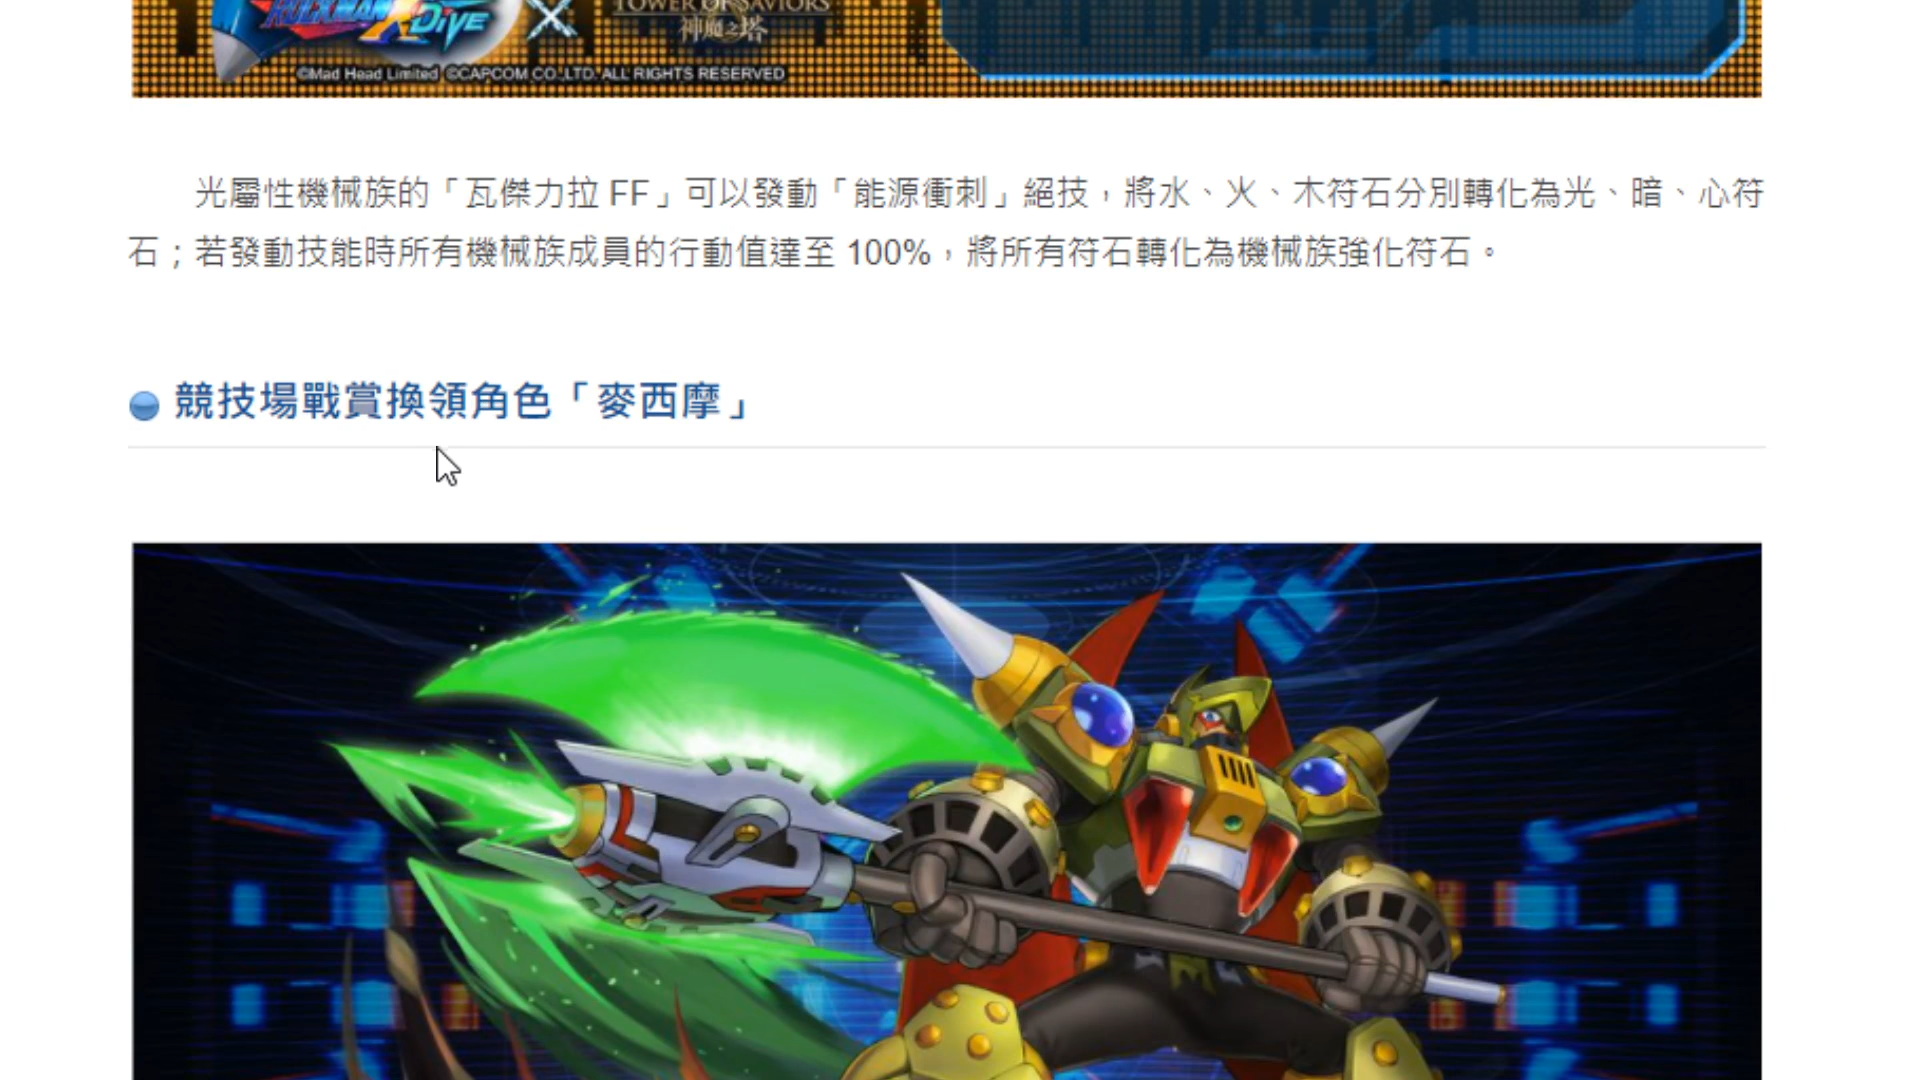 ROCKMAN X DiVE
TOWER OF SAVIORS
神魔之塔
©Mad Head Limited ©CAPCOM CO.,LTD. ALL RIGHTS RESERVED
光屬性機械族的「瓦傑力拉 FF」可以發動「能源衝刺」絕技，將水、火、木符石分別轉化為光、暗、心符
石；若發動技能時所有機械族成員的行動值達至 100%，將所有符石轉化為機械族強化符石。
競技場戰賞換領角色「麥西摩」